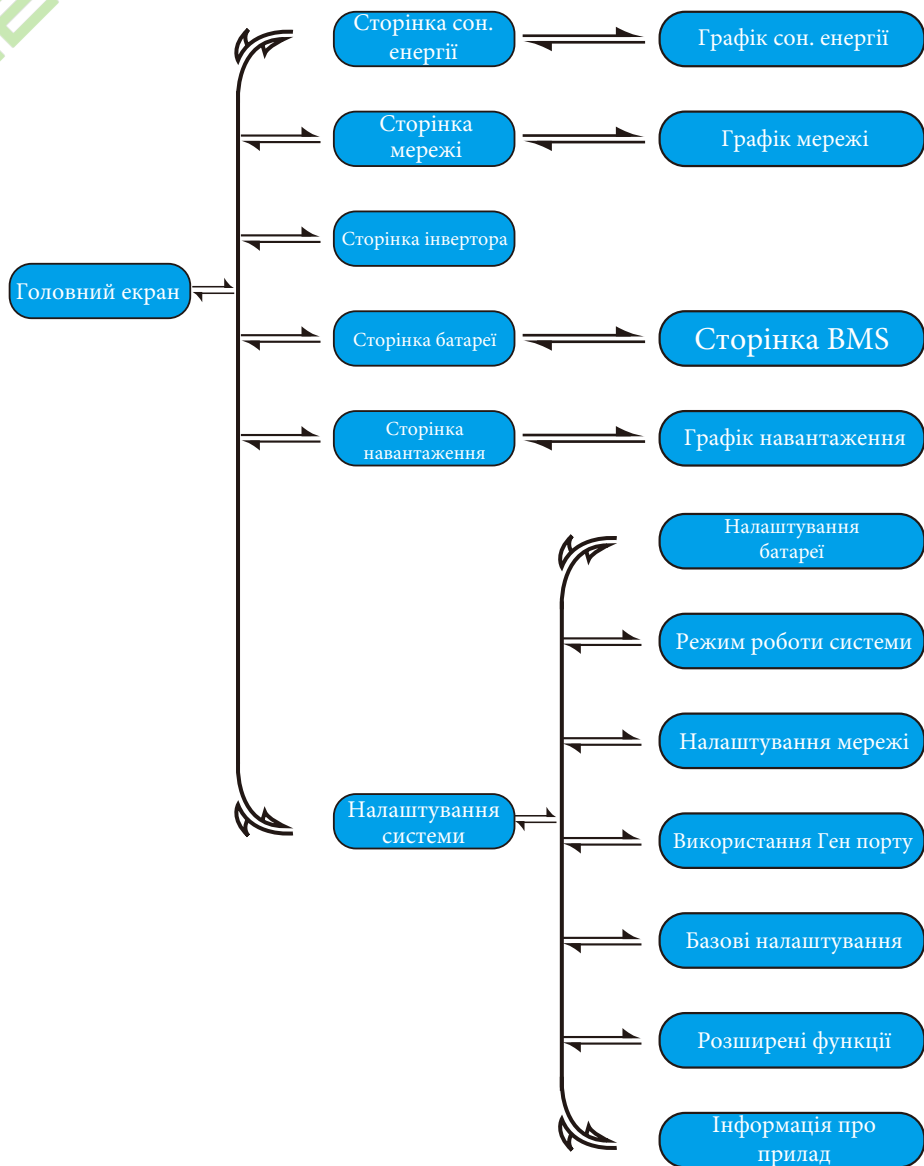 Сторінка сон.
енергії
Графік сон. енергії
Сторінка
мережі
Графік мережі
Сторінка інвертора
Головний екран
Сторінка батареї
Сторінка BMS
Сторінка
навантаження
Графік навантаження
Налаштування
батареї
Режим роботи системи
Налаштування мережі
Налаштування
системи
Використання Ген порту
Базові налаштування
Розширені функції
Інформація про
прилад